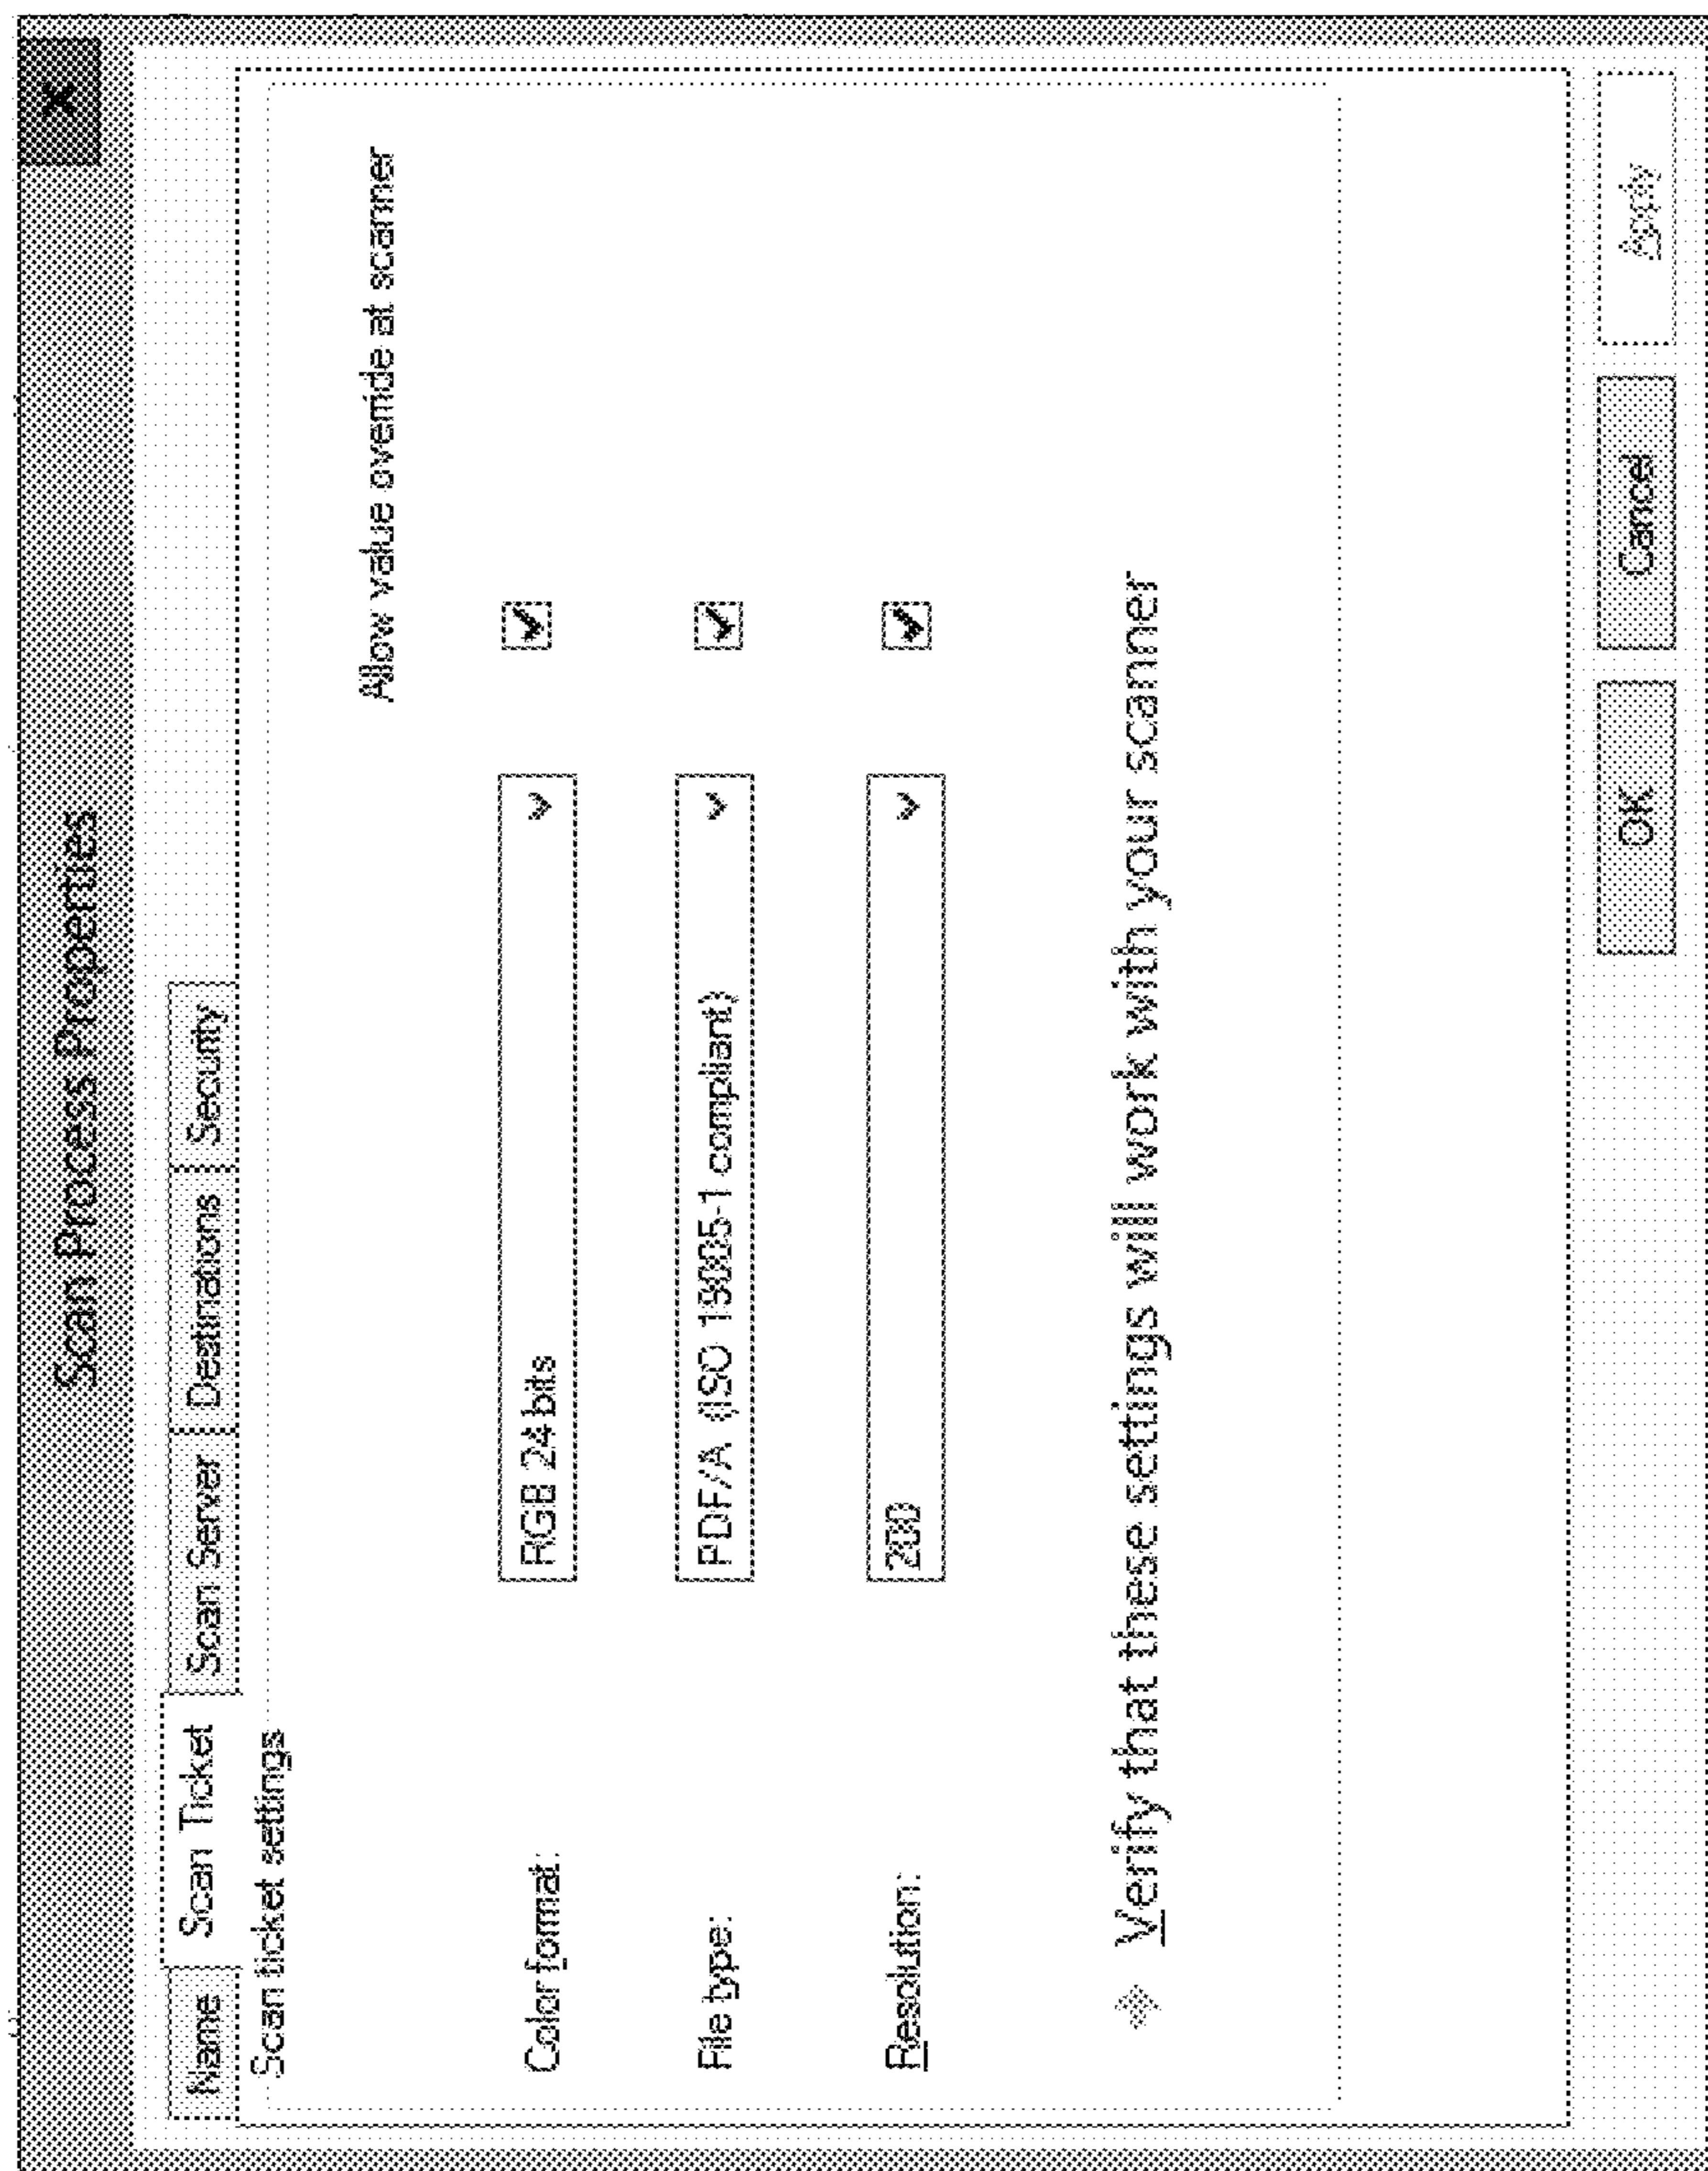 Scan Process Properties
X
Name Scan Ticket Scan Server Destinations Security
Scan ticket settings
Allow value override at scanner
Color format: RGB 24 bits
File type: PDF/A (ISO 19005-1 compliant)
Resolution: 200
Verify that these settings will work with your scanner
OK Cancel Apply